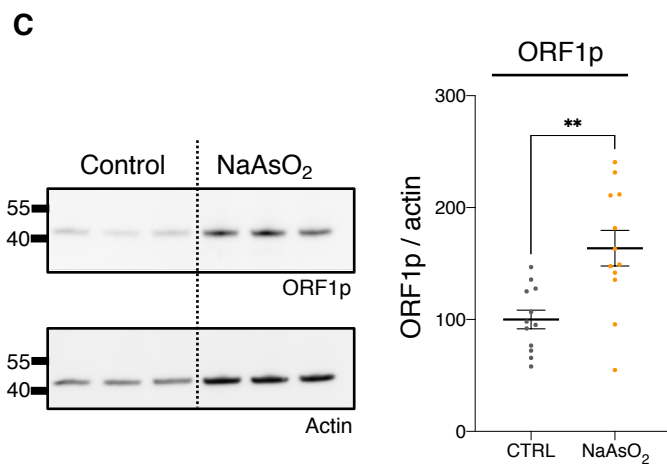 C
Control NaAsO₂
55
40
ORF1p
55
40
Actin
ORF1p
300
**
200
100
0
ORF1p / actin
CTRL NaAsO₂